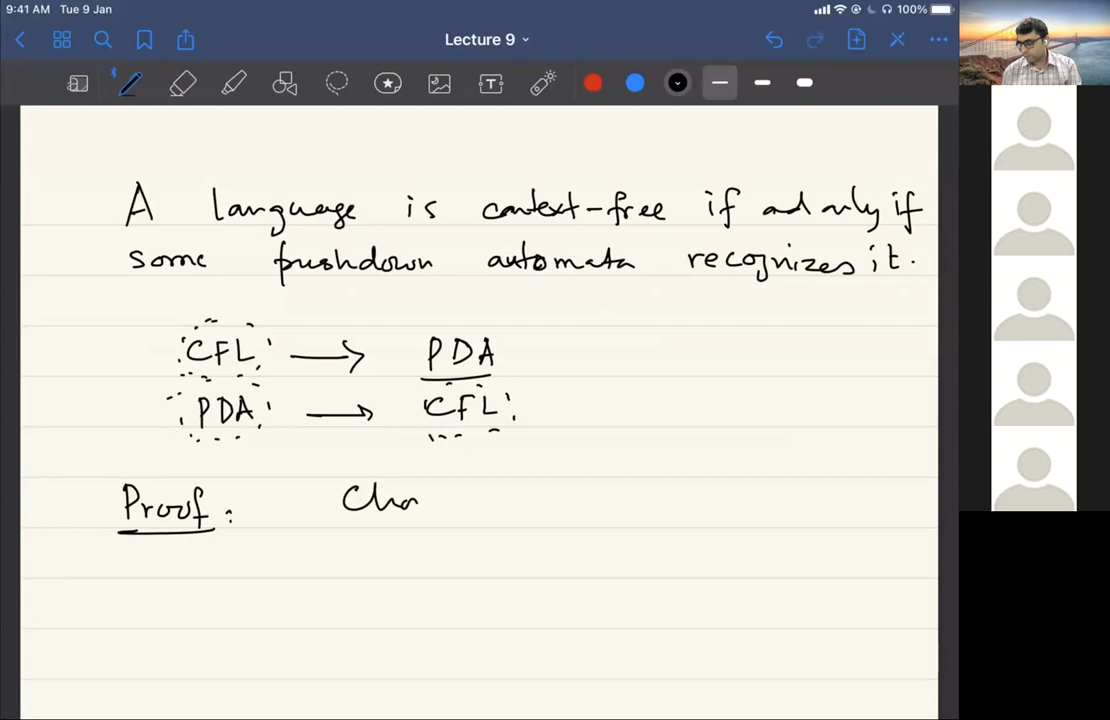 9:41 AM Tue 9 Jan
100%
Lecture 9
A language is context-free if and only if
some pushdown automata recognizes it.
CFL → PDA
PDA → CFL
Proof: Cha